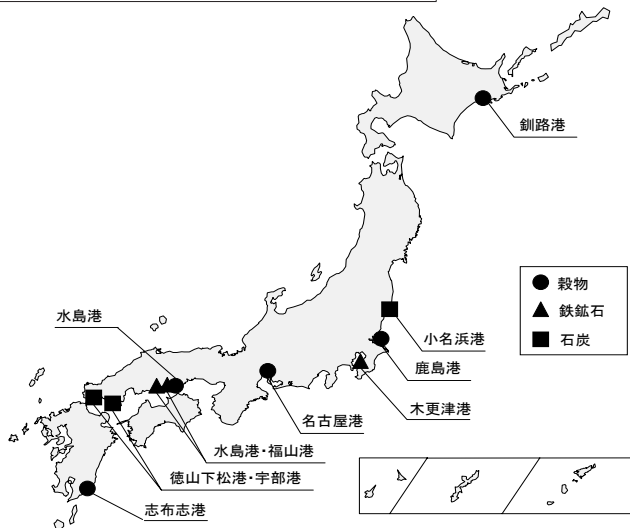 釧路港
穀物
鉄鉱石
石炭
水島港
小名浜港
鹿島港
木更津港
名古屋港
水島港・福山港
徳山下松港・宇部港
志布志港